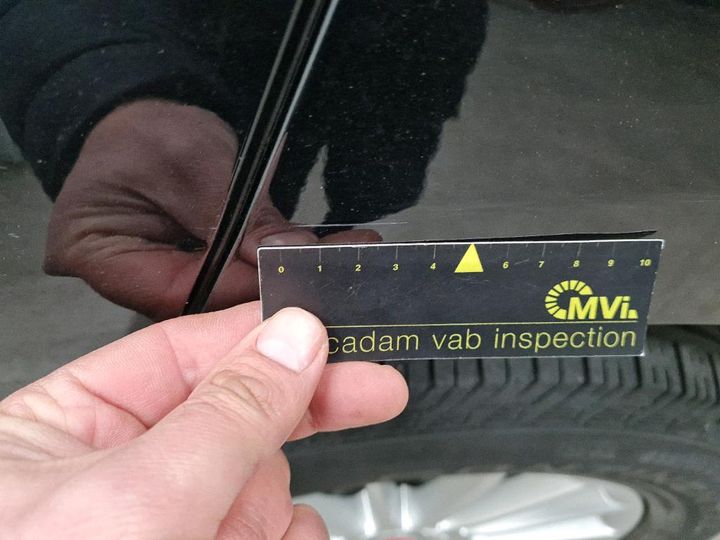 0 1 2 3 4 6 7 8 9 10
MVi.
cadam vab inspection